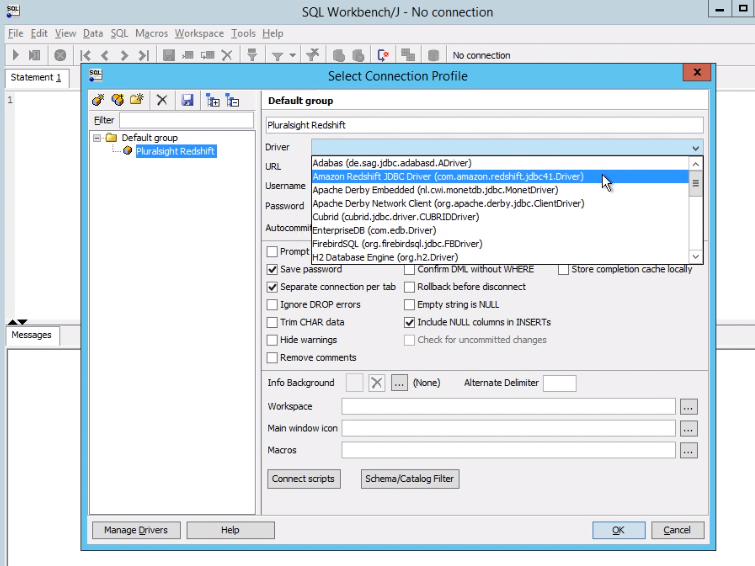 SQL
SQL Workbench/J - No connection
File Edit View Data SQL Macros Workspace Tools Help
No connection
Statement 1
1
SQL
Select Connection Profile
Default group
Filter
Pluralsight Redshift
Default group
Pluralsight Redshift
Driver
Adabas (de.sag.jdbc.adabasd.ADriver)
URL
Amazon Redshift JDBC Driver (com.amazon.redshift.jdbc41.Driver)
Username
Apache Derby Embedded (nl.cwi.monetdb.jdbc.MonetDriver)
Password
Apache Derby Network Client (org.apache.derby.jdbc.ClientDriver)
Cubrid (cubrid.jdbc.driver.CUBRIDDriver)
Autocommit
EnterpriseDB (com.edb.Driver)
FirebirdSQL (org.firebirdsql.jdbc.FBDriver)
Prompt
H2 Database Engine (org.h2.Driver)
Save password Confirm DML without WHERE Store completion cache locally
Separate connection per tab Rollback before disconnect
Ignore DROP errors Empty string is NULL
Trim CHAR data Include NULL columns in INSERTs
Hide warnings Check for uncommitted changes
Remove comments
Messages
Info Background ... (None) Alternate Delimiter
Workspace ...
Main window icon ...
Macros ...
Connect scripts Schema/Catalog Filter
Manage Drivers Help OK Cancel